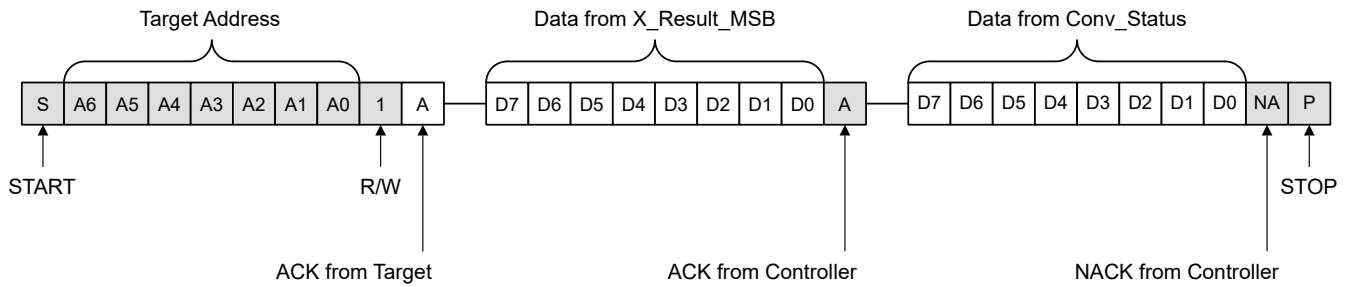 Target Address Data from X_Result_MSB Data from Conv_Status
S A6 A5 A4 A3 A2 A1 A0 1 A D7 D6 D5 D4 D3 D2 D1 D0 A D7 D6 D5 D4 D3 D2 D1 D0 NA P
START R/W STOP
ACK from Target ACK from Controller NACK from Controller